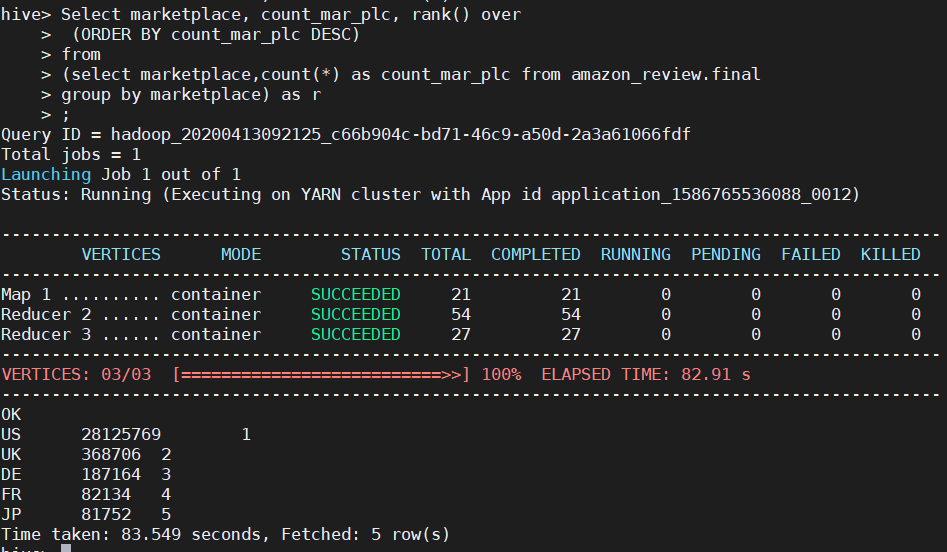 hive> Select marketplace, count_mar_plc, rank() over
    >  (ORDER BY count_mar_plc DESC)
    > from
    > (select marketplace,count(*) as count_mar_plc from amazon_review.final
    > group by marketplace) as r
    > ;
Query ID = hadoop_20200413092125_c66b904c-bd71-46c9-a50d-2a3a61066fdf
Total jobs = 1
Launching Job 1 out of 1
Status: Running (Executing on YARN cluster with App id application_1586765536088_0012)
----------------------------------------------------------------------------------------------
        VERTICES      MODE        STATUS  TOTAL  COMPLETED  RUNNING  PENDING  FAILED  KILLED
----------------------------------------------------------------------------------------------
Map 1 .......... container     SUCCEEDED     21         21        0        0       0       0
Reducer 2 ...... container     SUCCEEDED     54         54        0        0       0       0
Reducer 3 ...... container     SUCCEEDED     27         27        0        0       0       0
----------------------------------------------------------------------------------------------
VERTICES: 03/03  [==========================>>] 100%  ELAPSED TIME: 82.91 s
----------------------------------------------------------------------------------------------
OK
US      28125769        1
UK      368706  2
DE      187164  3
FR      82134   4
JP      81752   5
Time taken: 83.549 seconds, Fetched: 5 row(s)
hive>